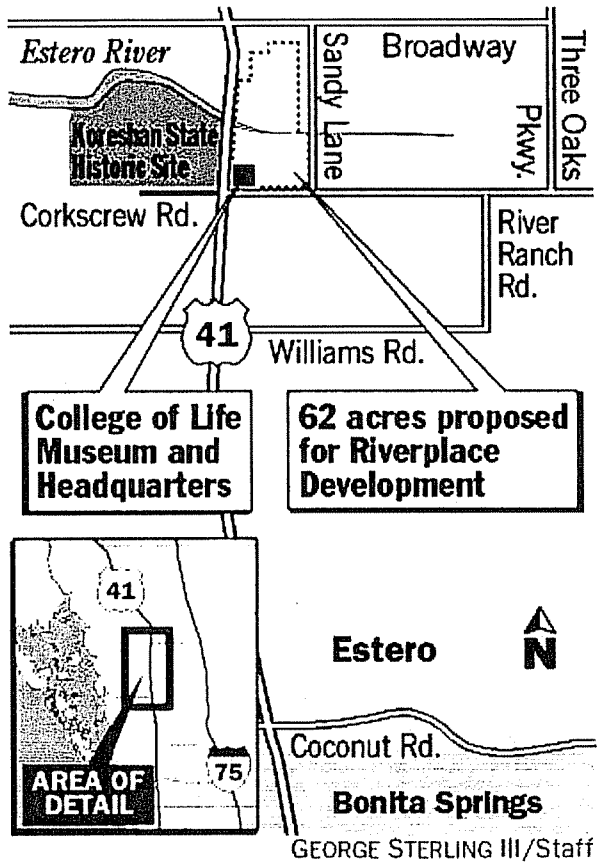 Estero River
Broadway
Sandy Lane
Three Oaks
Pkwy.
Koreshan State
Historic Site
Corkscrew Rd.
River
Ranch
Rd.
41
Williams Rd.
College of Life
Museum and
Headquarters
62 acres proposed
for Riverplace
Development
41
Estero
N
75
Coconut Rd.
AREA OF
DETAIL
Bonita Springs
GEORGE STERLING III/Staff